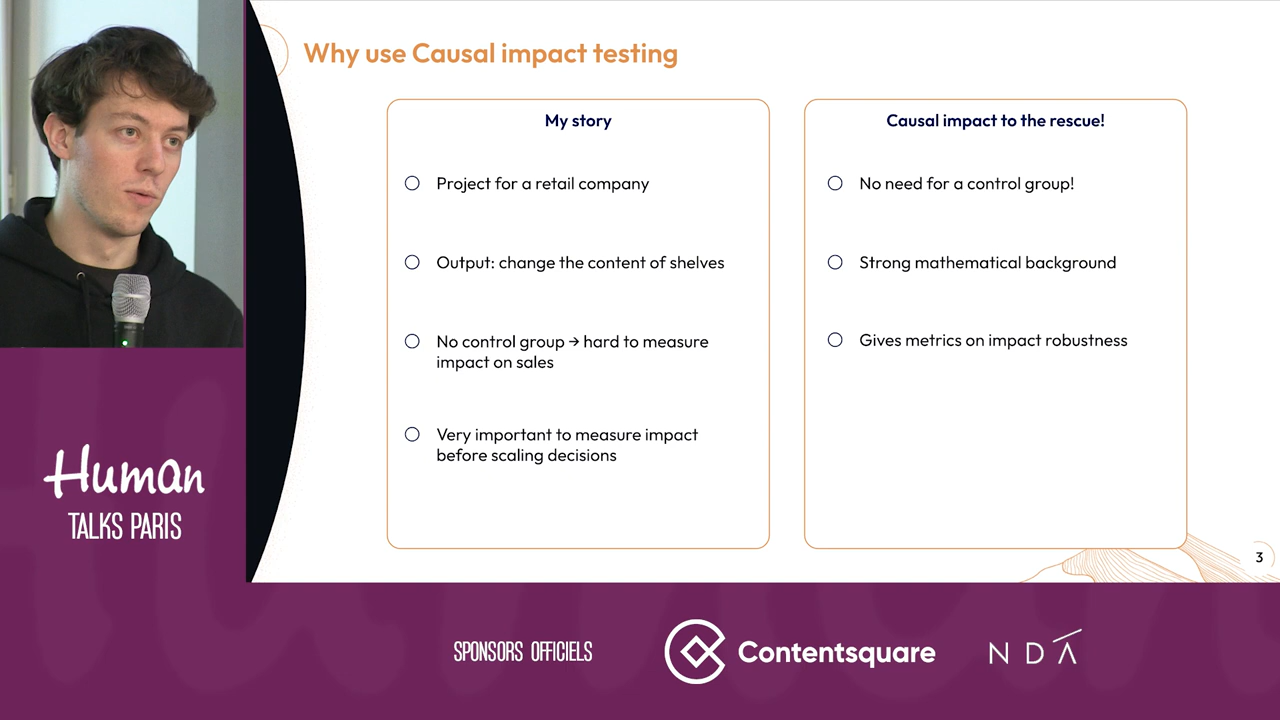 Why use Causal impact testing
My story
Project for a retail company
Output: change the content of shelves
No control group → hard to measure
impact on sales
Very important to measure impact
before scaling decisions
Causal impact to the rescue!
No need for a control group!
Strong mathematical background
Gives metrics on impact robustness
3
Human
TALKS PARIS
SPONSORS OFFICIELS
Contentsquare
NDA